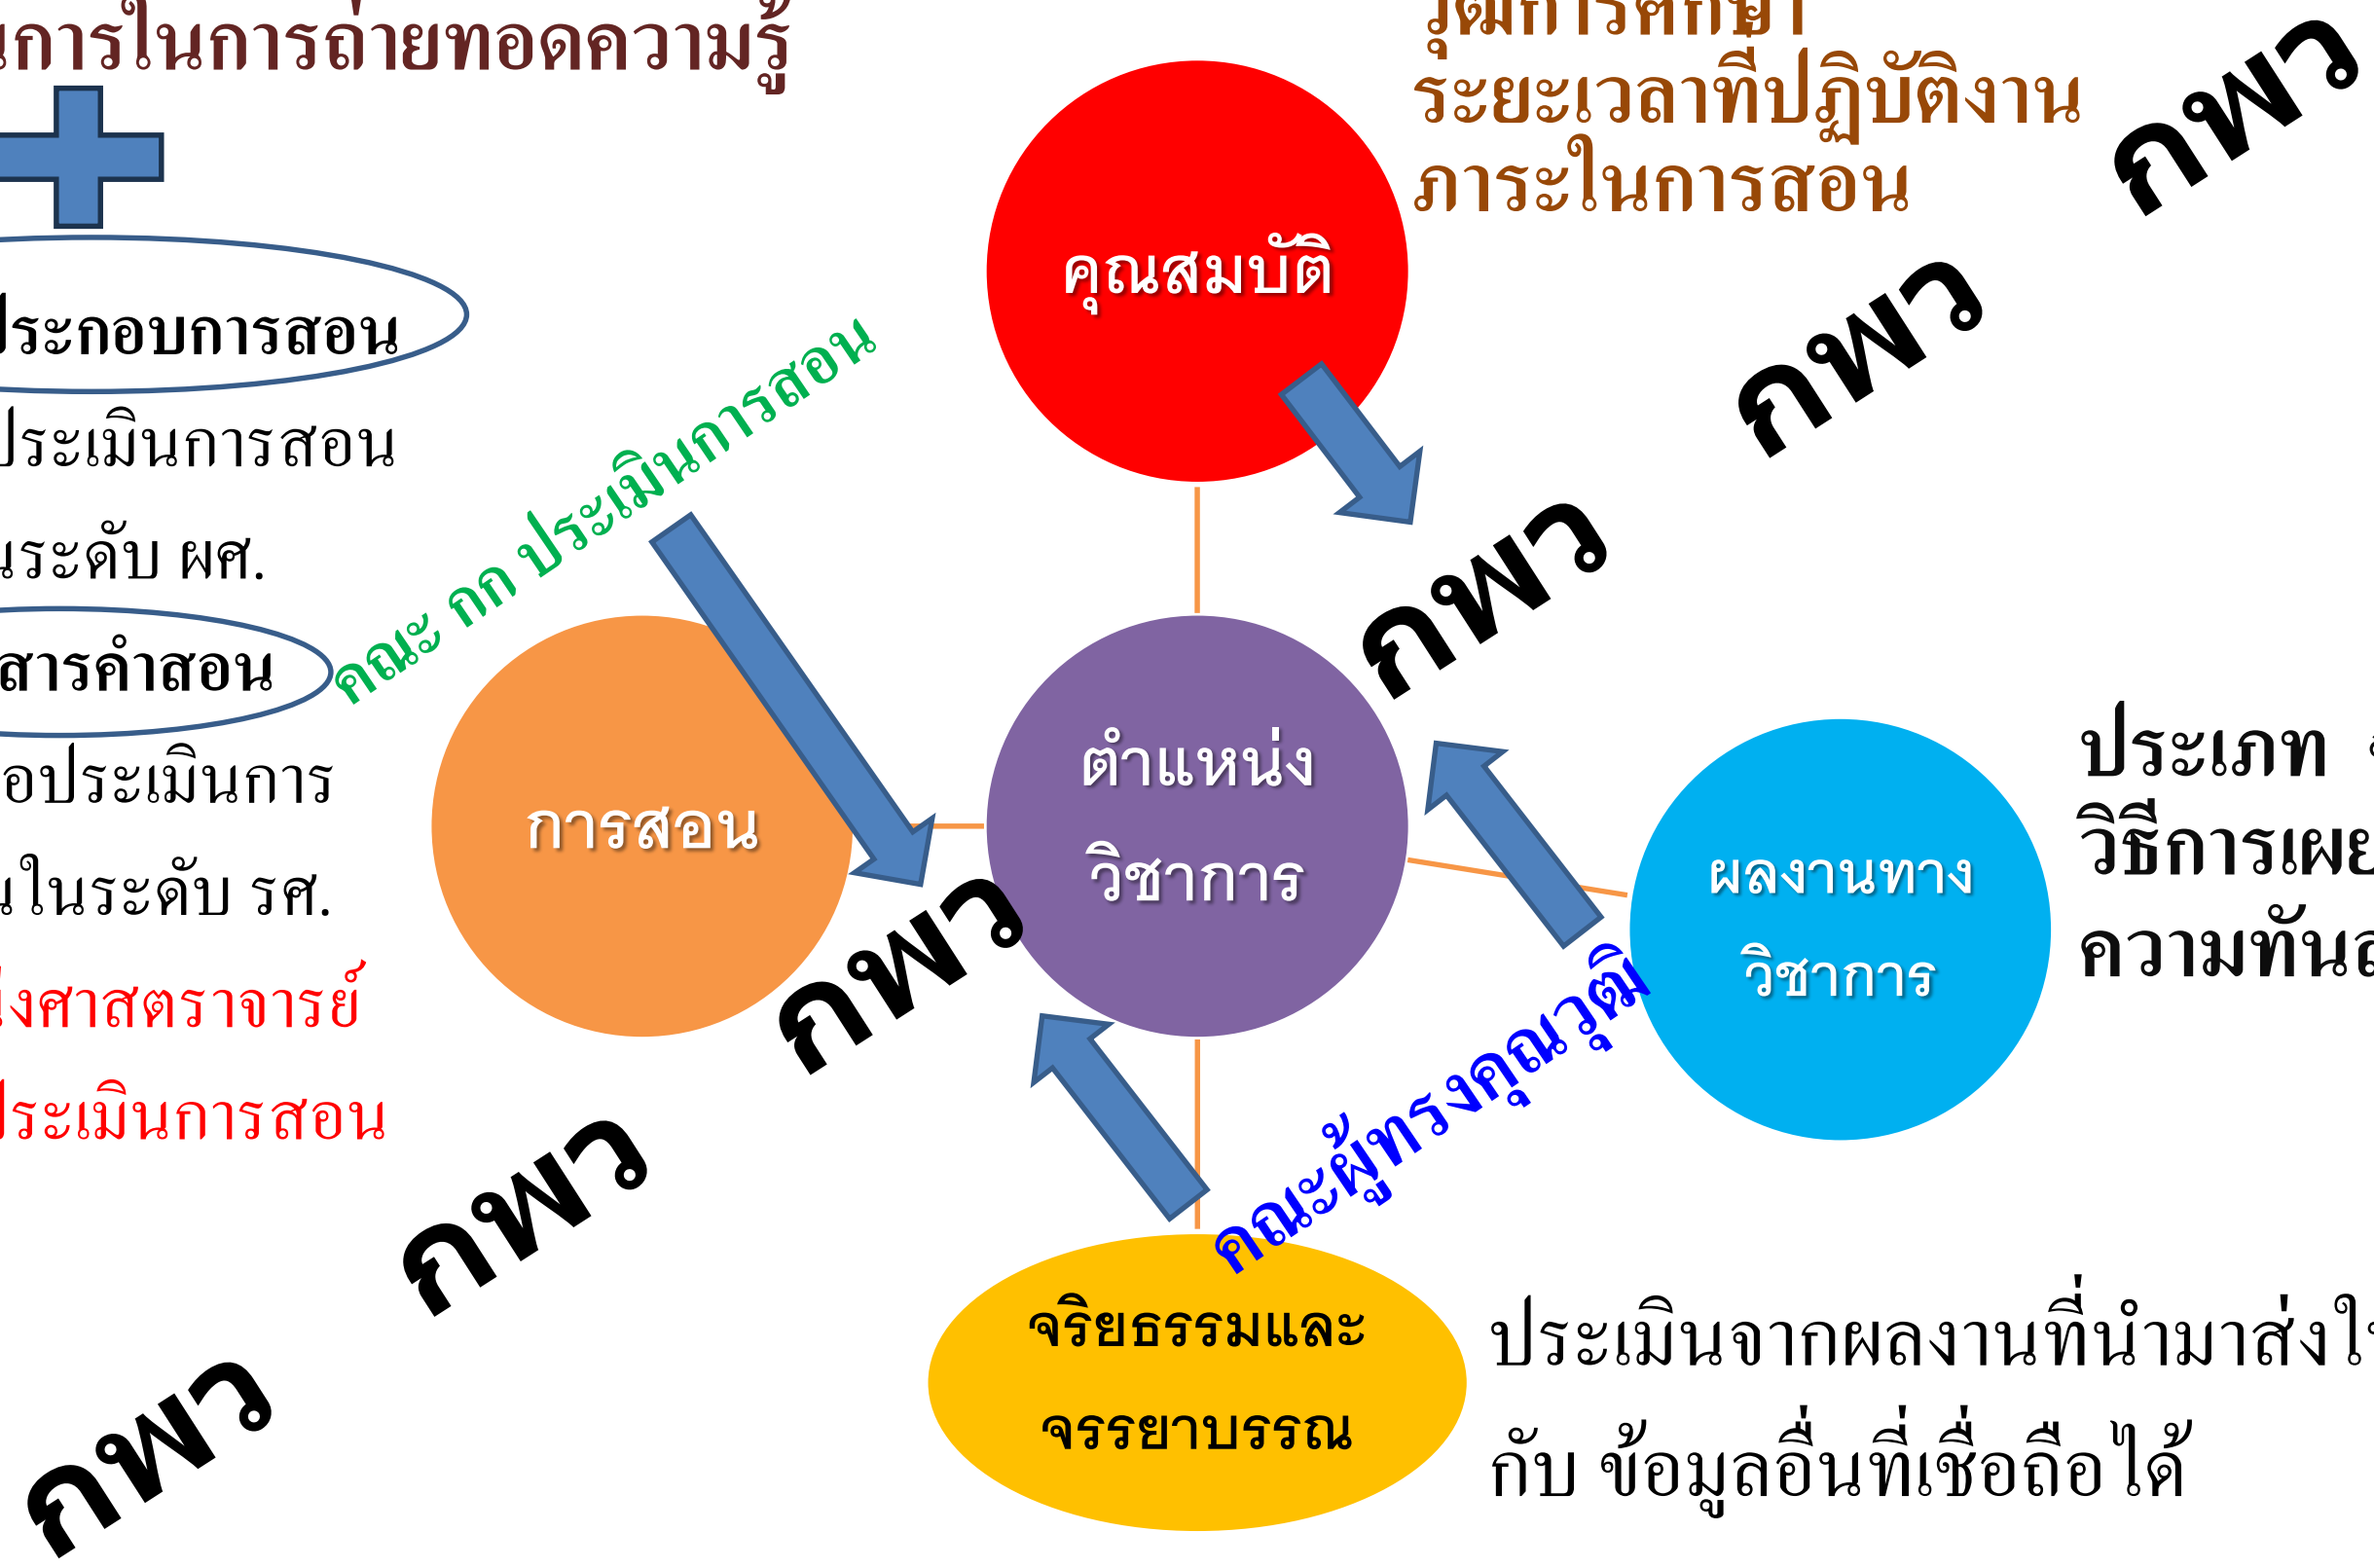 การในการถ่ายทอดความรู้
ระยะเวลาที่ปฏิบัติงาน
ภาระในการสอน
คุณสมบัติ
ประกอบการสอน
ประเมินการสอน
ระดับ ผศ.
สารคำสอน
อประเมินการ
นในระดับ รศ.
งศาสตราจารย์
ประเมินการสอน
คณะ กก ประเมินการสอน
การสอน
ตำแหน่ง
วิชาการ
ผลงานทาง
วิชาการ
ประเภท
วิธีการเผย
ความทัน
คณะผู้ทรงคุณวุฒิ
จริยธรรมและ
จรรยาบรรณ
ประเมินจากผลงานที่นำมาส่งใ
กับ ข้อมูลอื่นที่เชื่อถือได้
กพว
กพว
กพว
กพว
กพว
กพว